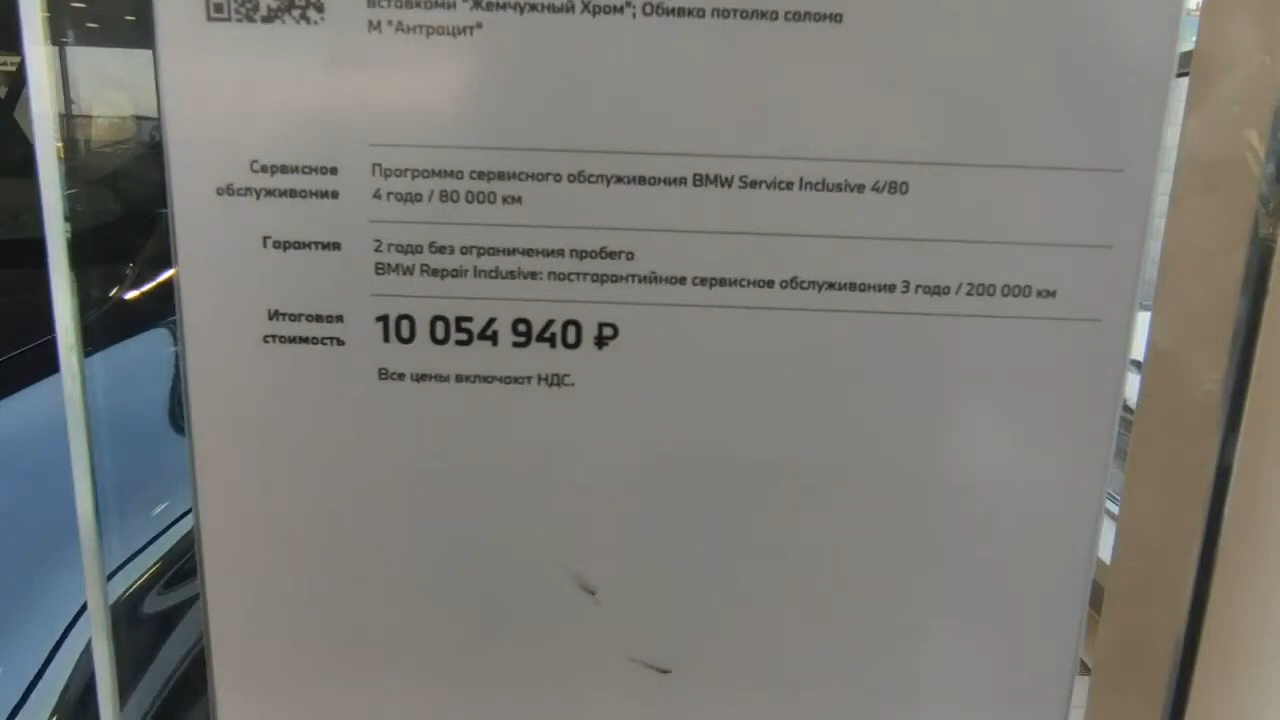 вставками "Жемчужный Хром"; Обивка потолка салона
М "Антрацит"
Сервисное
обслуживание
Программа сервисного обслуживания BMW Service Inclusive 4/80
4 года / 80 000 км
Гарантия
2 года без ограничения пробега
BMW Repair Inclusive: постгарантийное сервисное обслуживание 3 года / 200 000 км
Итоговая
стоимость
10 054 940 ₽
Все цены включают НДС.